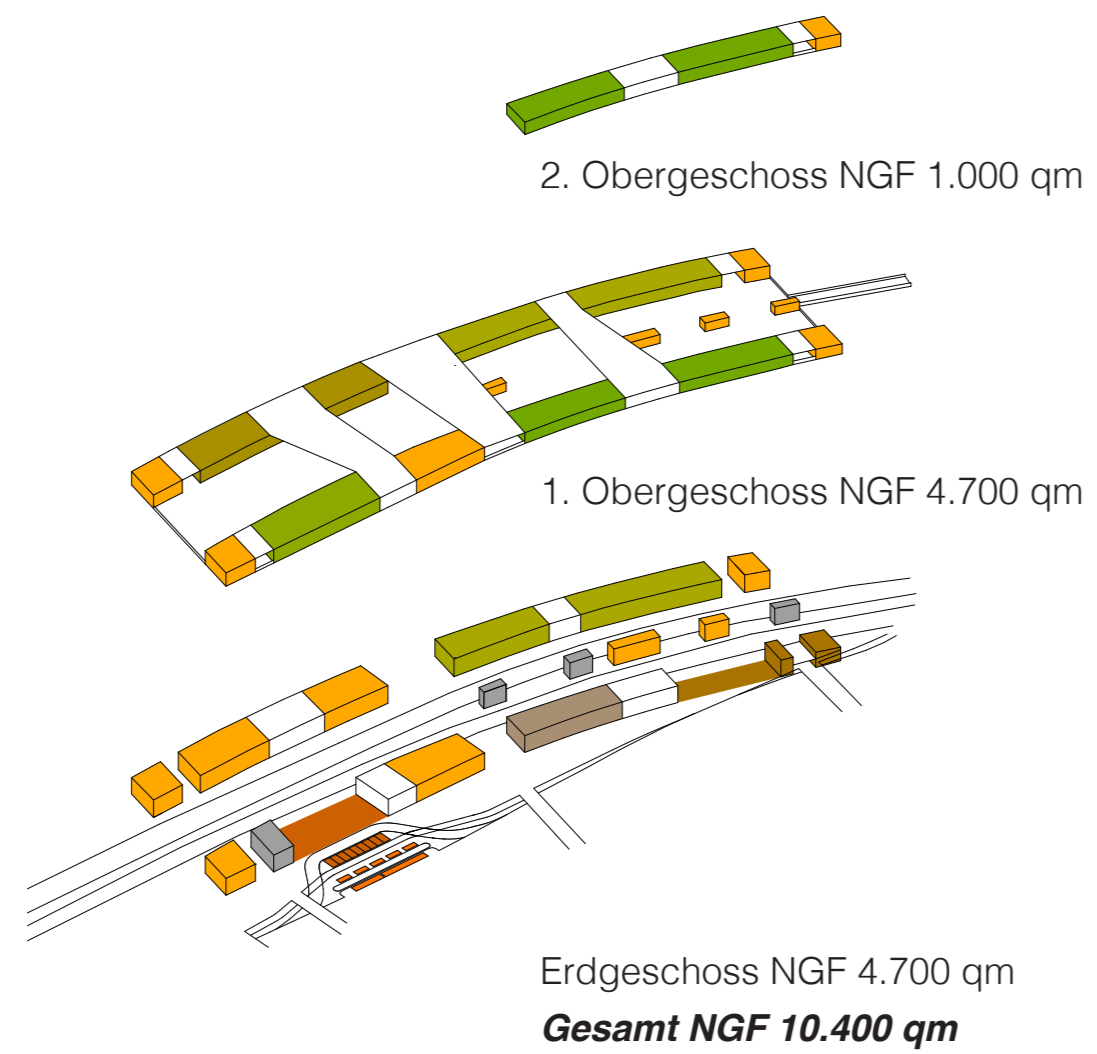 2. Obergeschoss NGF 1.000 qm
1. Obergeschoss NGF 4.700 qm
Erdgeschoss NGF 4.700 qm
Gesamt NGF 10.400 qm